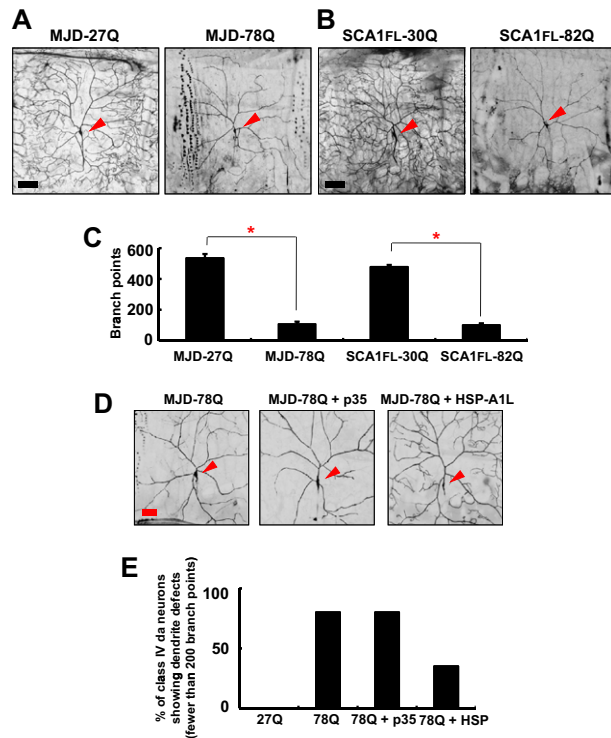 A
B
MJD-27Q
MJD-78Q
SCA1FL-30Q
SCA1FL-82Q
C
Branch points
600
400
200
0
*
*
MJD-27Q
MJD-78Q
SCA1FL-30Q
SCA1FL-82Q
D
MJD-78Q
MJD-78Q + p35
MJD-78Q + HSP-A1L
E
% of class IV da neurons
showing dendrite defects
(fewer than 200 branch points)
100
50
0
27Q
78Q
78Q + p35
78Q + HSP